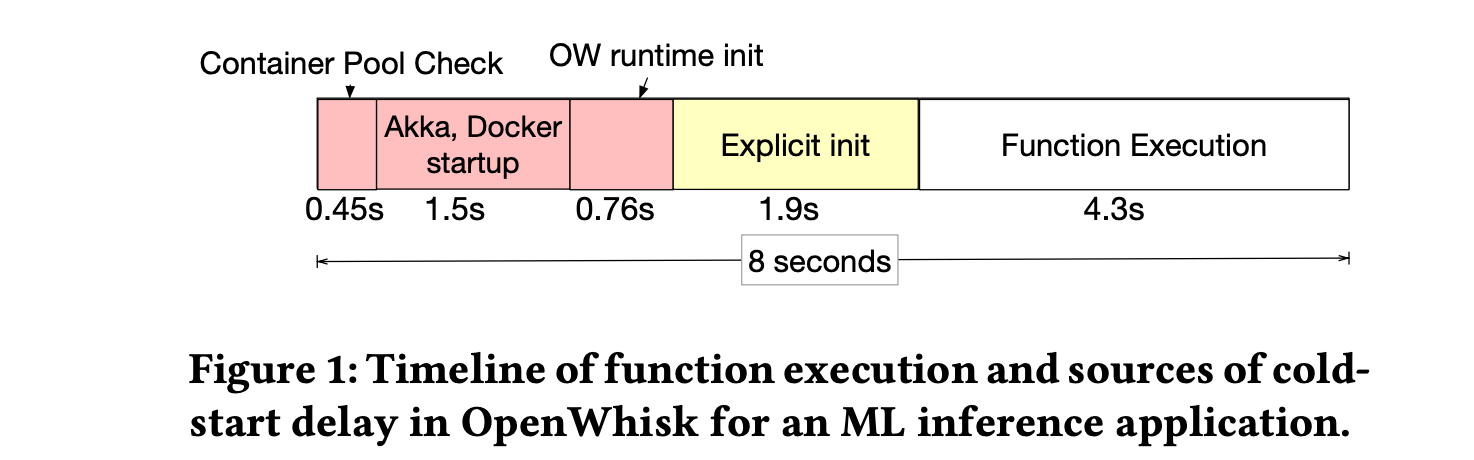 Container Pool Check
OW runtime init
Akka, Docker
startup
Explicit init
Function Execution
0.45s
1.5s
0.76s
1.9s
4.3s
8 seconds
Figure 1: Timeline of function execution and sources of cold-
start delay in OpenWhisk for an ML inference application.